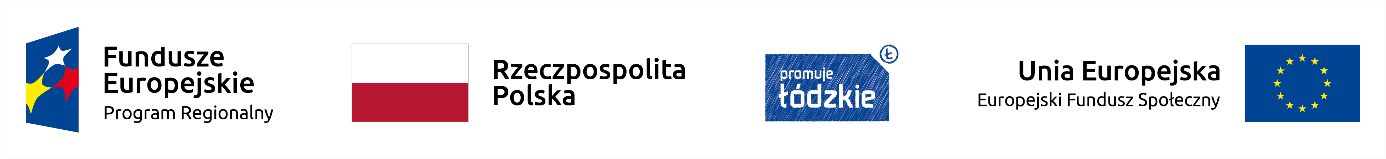 Fundusze
Europejskie
Program Regionalny
Rzeczpospolita
Polska
Ł
promuje
łódzkie
Unia Europejska
Europejski Fundusz Społeczny